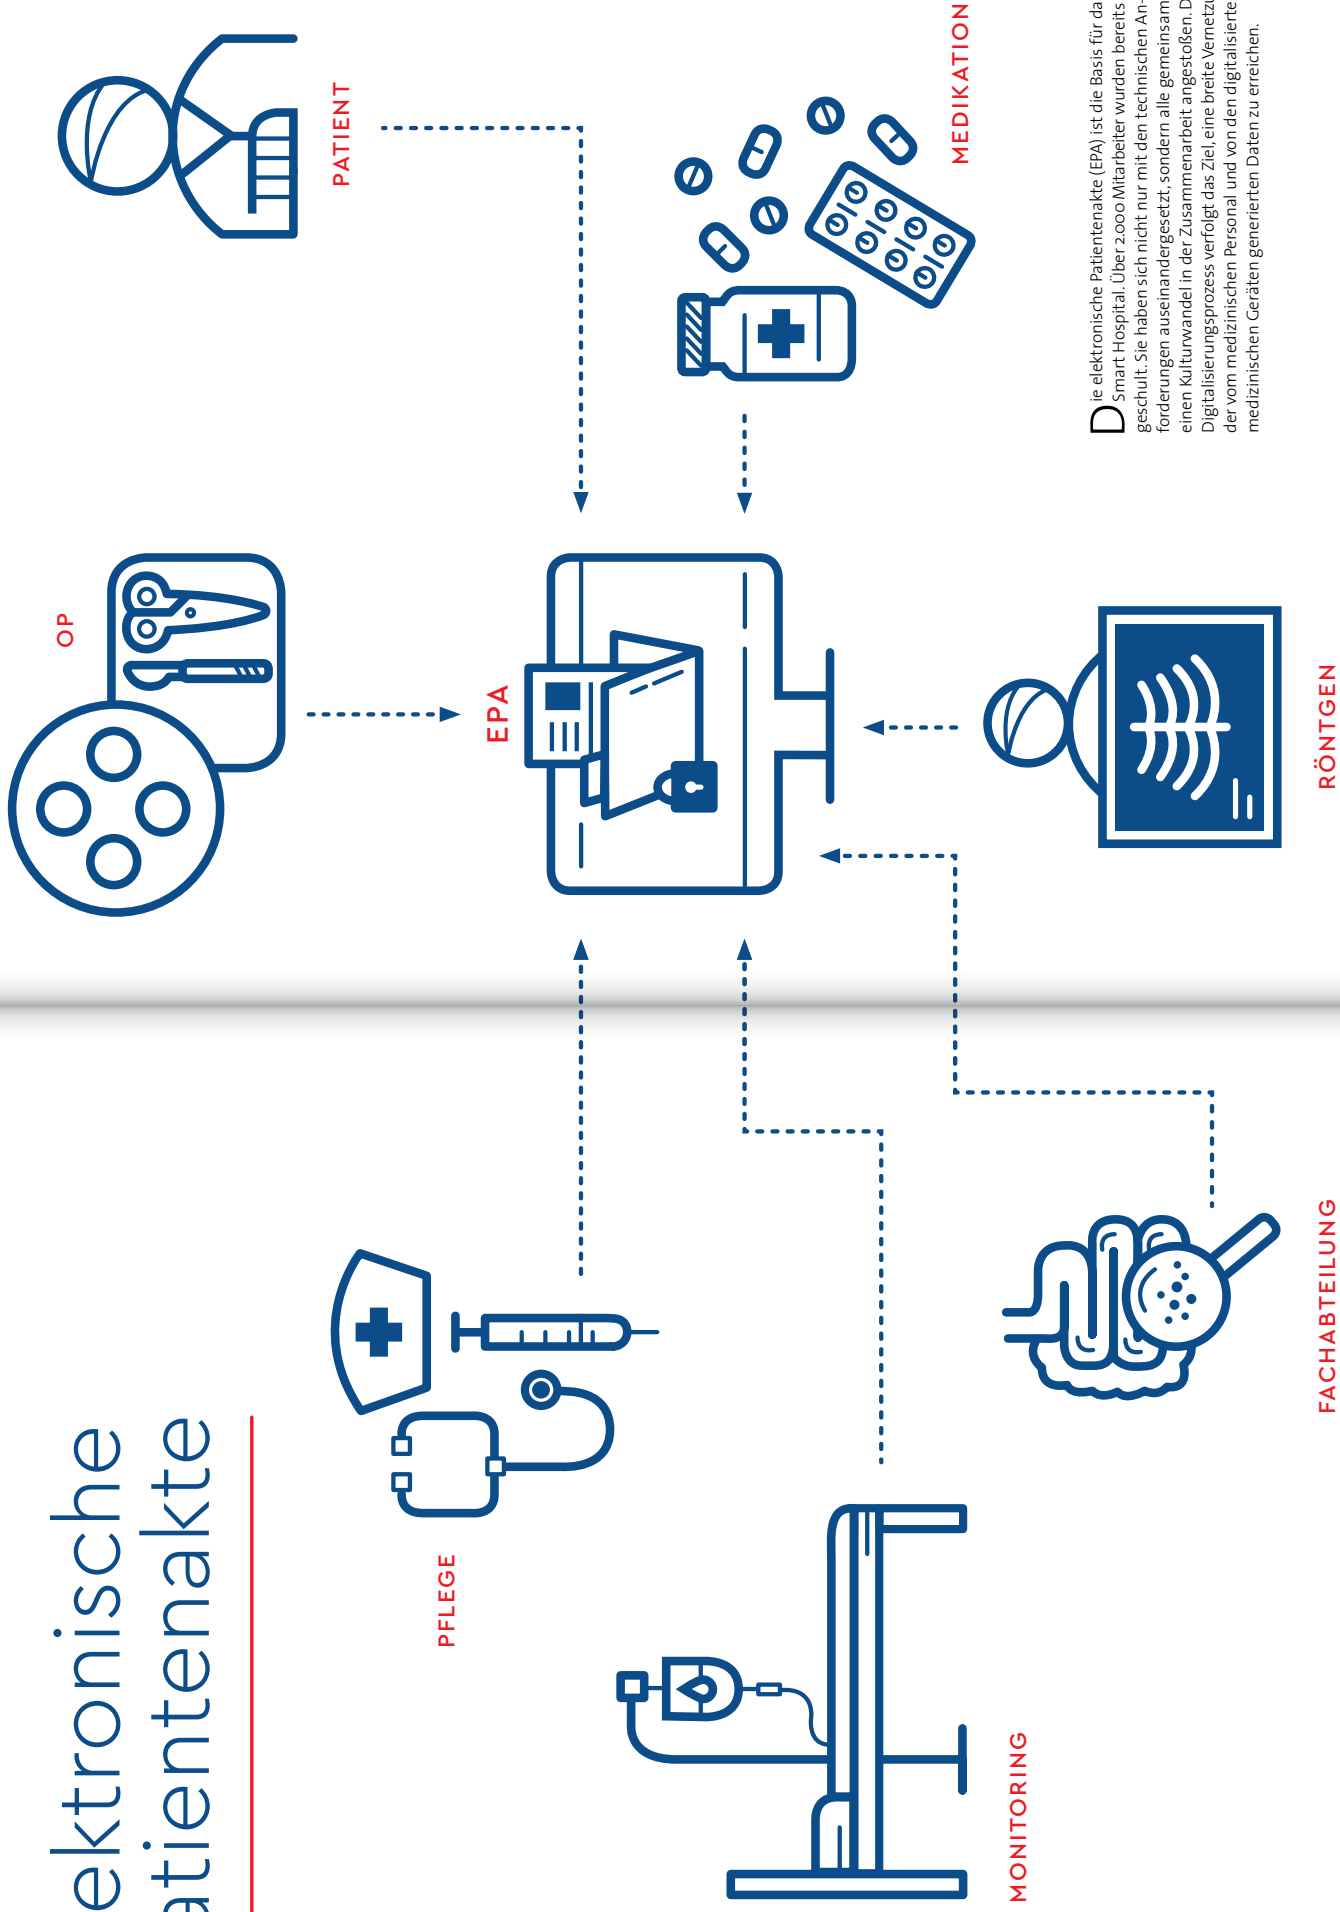 ektronische
atientenakte
PFLEGE
MONITORING
OP
PATIENT
EPA
MEDIKATION
FACHABTEILUNG
RÖNTGEN
Die elektronische Patientenakte (EPA) ist die Basis für da
Smart Hospital. Über 2.000 Mitarbeiter wurden bereits
geschult. Sie haben sich nicht nur mit den technischen An-
forderungen auseinandergesetzt, sondern alle gemeinsam
einen Kulturwandel in der Zusammenarbeit angestoßen. D
Digitalisierungsprozess verfolgt das Ziel, eine breite Vernetzu
der vom medizinischen Personal und von den digitalisierte
medizinischen Geräten generierten Daten zu erreichen.